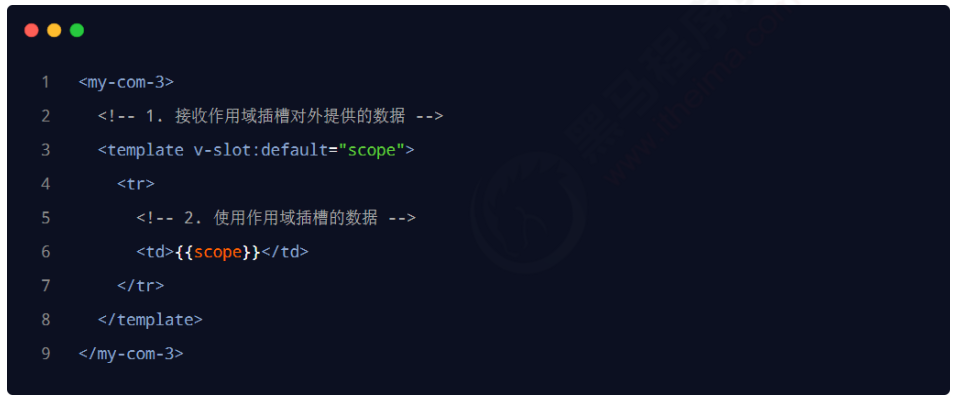 1 <my-com-3>
2 <!-- 1. 接收作用域插槽对外提供的数据 -->
3 <template v-slot:default="scope">
4 <tr>
5 <!-- 2. 使用作用域插槽的数据 -->
6 <td>{{scope}}</td>
7 </tr>
8 </template>
9 </my-com-3>